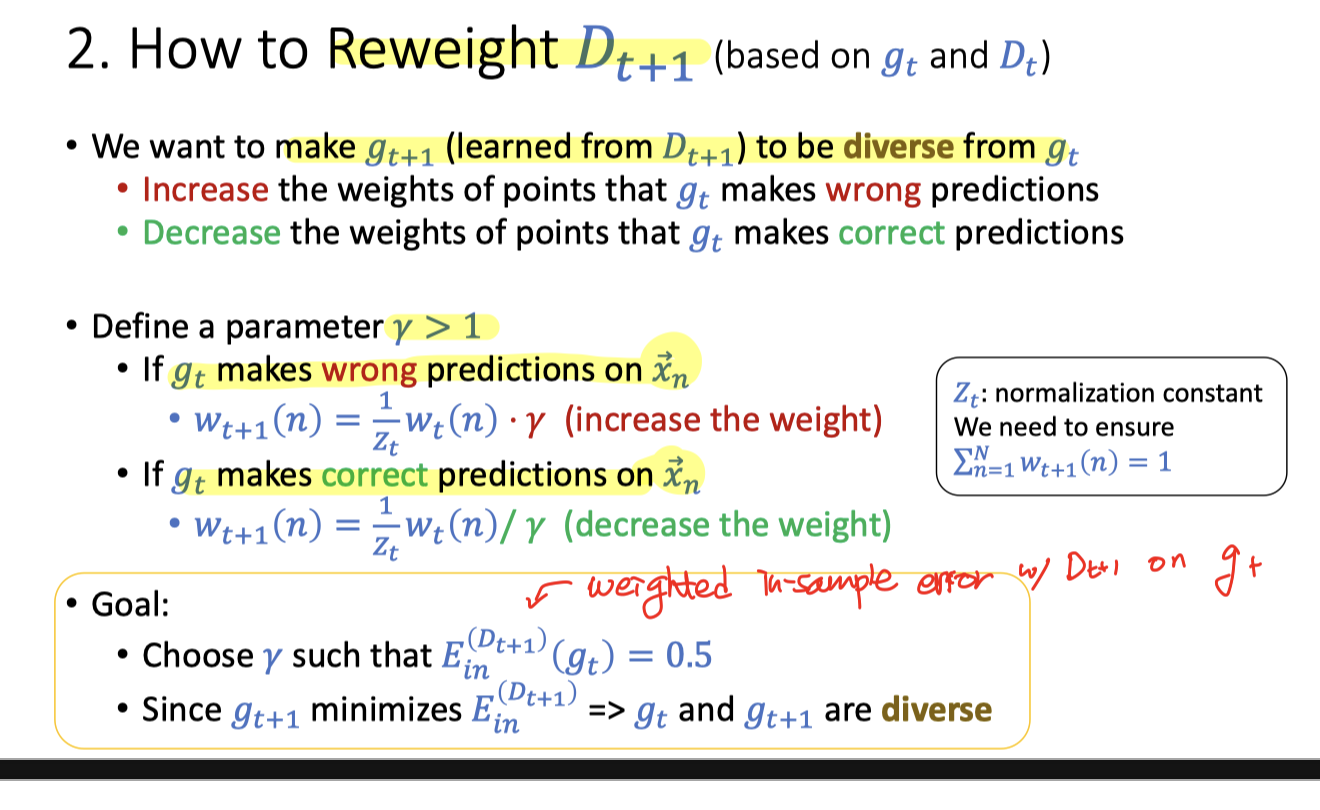 2. How to Reweight D_{t+1} (based on g_t and D_t)
• We want to make g_{t+1} (learned from D_{t+1}) to be diverse from g_t
• Increase the weights of points that g_t makes wrong predictions
• Decrease the weights of points that g_t makes correct predictions
• Define a parameter γ > 1
• If g_t makes wrong predictions on \vec{x}_n
• w_{t+1}(n) = \frac{1}{Z_t} w_t(n) · γ (increase the weight)
• If g_t makes correct predictions on \vec{x}_n
• w_{t+1}(n) = \frac{1}{Z_t} w_t(n)/ γ (decrease the weight)
Z_t: normalization constant
We need to ensure
Σ_{n=1}^{N} w_{t+1}(n) = 1
weighted in-sample error w/ D_{t+1} on g_t
• Goal:
• Choose γ such that E_{in}^{(D_{t+1})}(g_t) = 0.5
• Since g_{t+1} minimizes E_{in}^{(D_{t+1})} => g_t and g_{t+1} are diverse